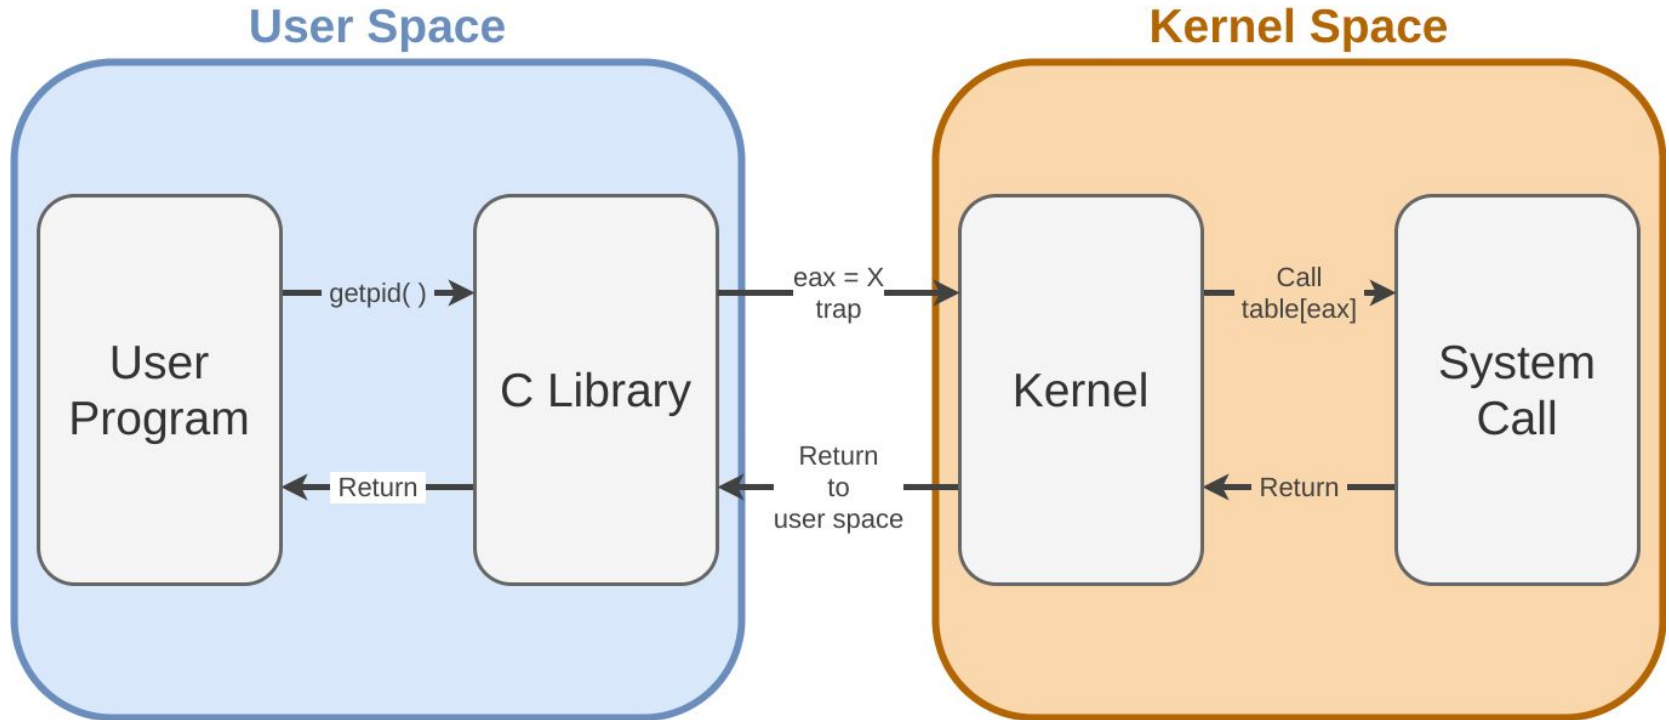 User Space
Kernel Space
getpid( )
eax = X
trap
Call
table[eax]
User
Program
C Library
Kernel
System
Call
Return
Return
to
user space
Return